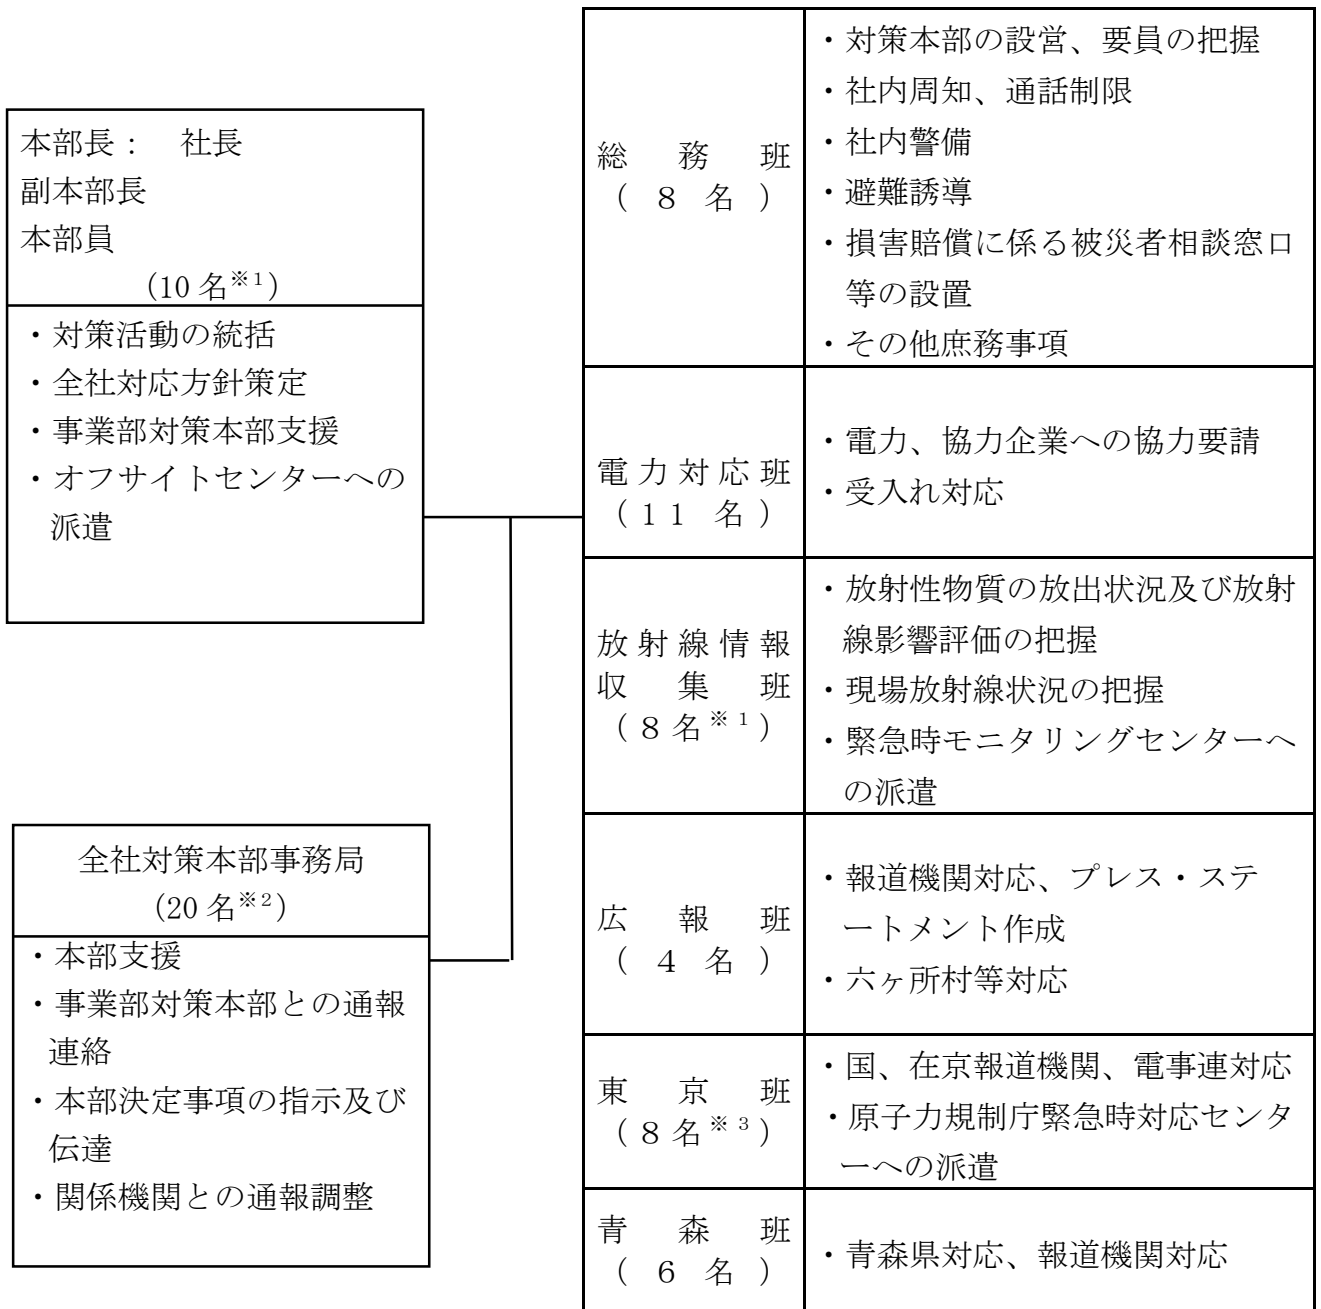 本部長： 社長
副本部長
本部員
(10名※1)
・対策活動の統括
・全社対応方針策定
・事業部対策本部支援
・オフサイトセンターへの
派遣
全社対策本部事務局
(20名※2)
・本部支援
・事業部対策本部との通報
連絡
・本部決定事項の指示及び
伝達
・関係機関との通報調整
総務班
(8名)
・対策本部の設営、要員の把握
・社内周知、通話制限
・社内警備
・避難誘導
・損害賠償に係る被災者相談窓口
等の設置
・その他庶務事項
電力対応班
(11名)
・電力、協力企業への協力要請
・受入れ対応
放射線情報
収集班
(8名※1)
・放射性物質の放出状況及び放射
線影響評価の把握
・現場放射線状況の把握
・緊急時モニタリングセンターへ
の派遣
広報班
(4名)
・報道機関対応、プレス・ステ
ートメント作成
・六ヶ所村等対応
東京班
(8名※3)
・国、在京報道機関、電事連対応
・原子力規制庁緊急時対応センタ
ーへの派遣
青森班
(6名)
・青森県対応、報道機関対応